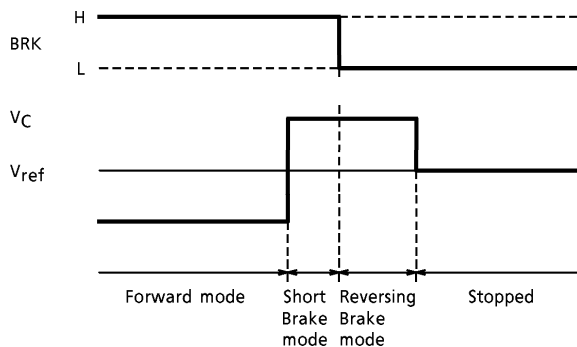 H
BRK
L
VC
Vref
Forward mode
Short Brake mode
Reversing Brake mode
Stopped